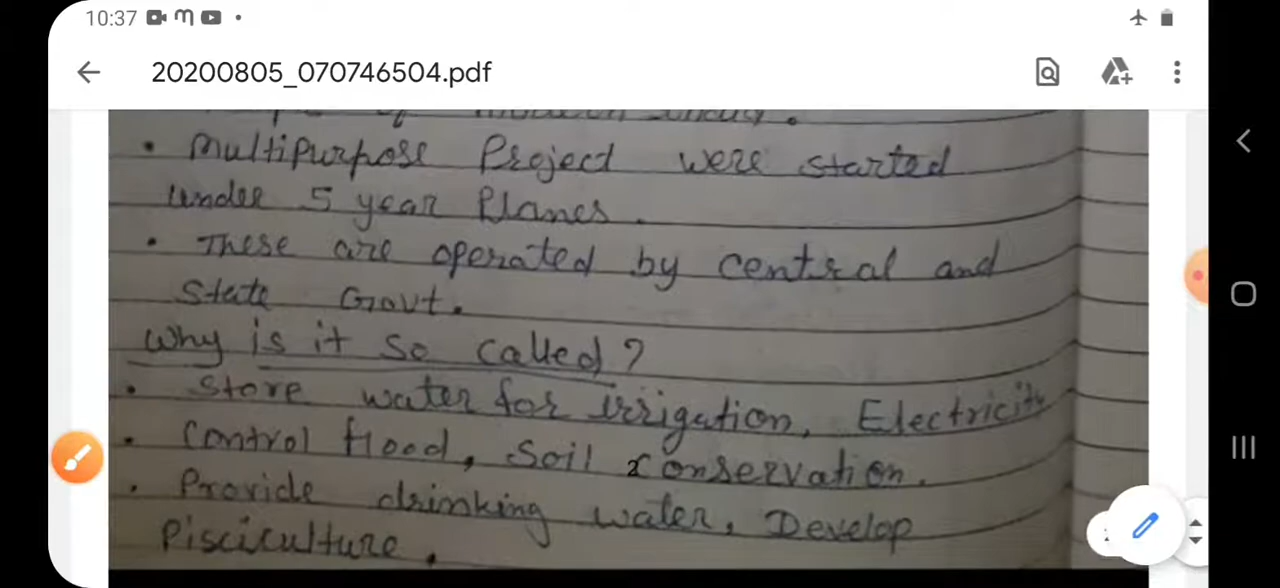 10:37
20200805_070746504.pdf
• Multipurpose Project were started
under 5 year Planes.
• These are operated by central and
State Govt.
Why is it so called?
• Store water for irrigation, Electricity
• Control flood, Soil conservation.
• Provide drinking water, Develop
Pisciculture.